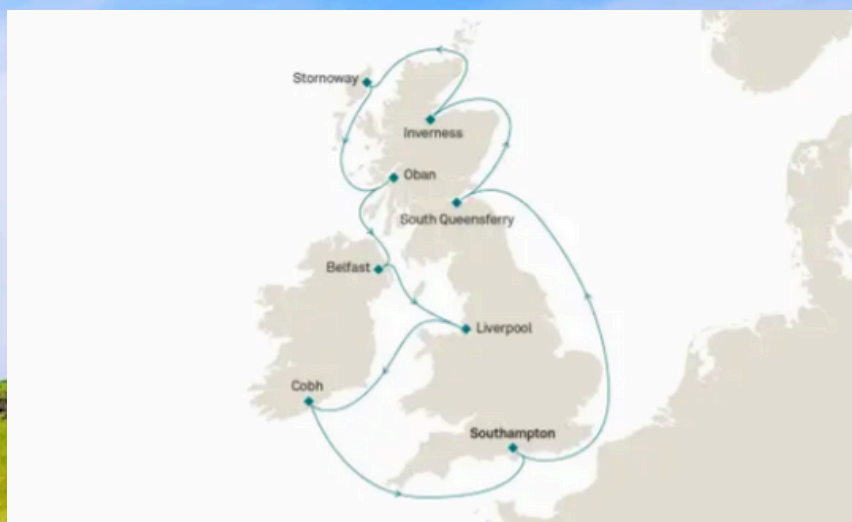 Stornoway
Inverness
Oban
South Queensferry
Belfast
Liverpool
Cobh
Southampton